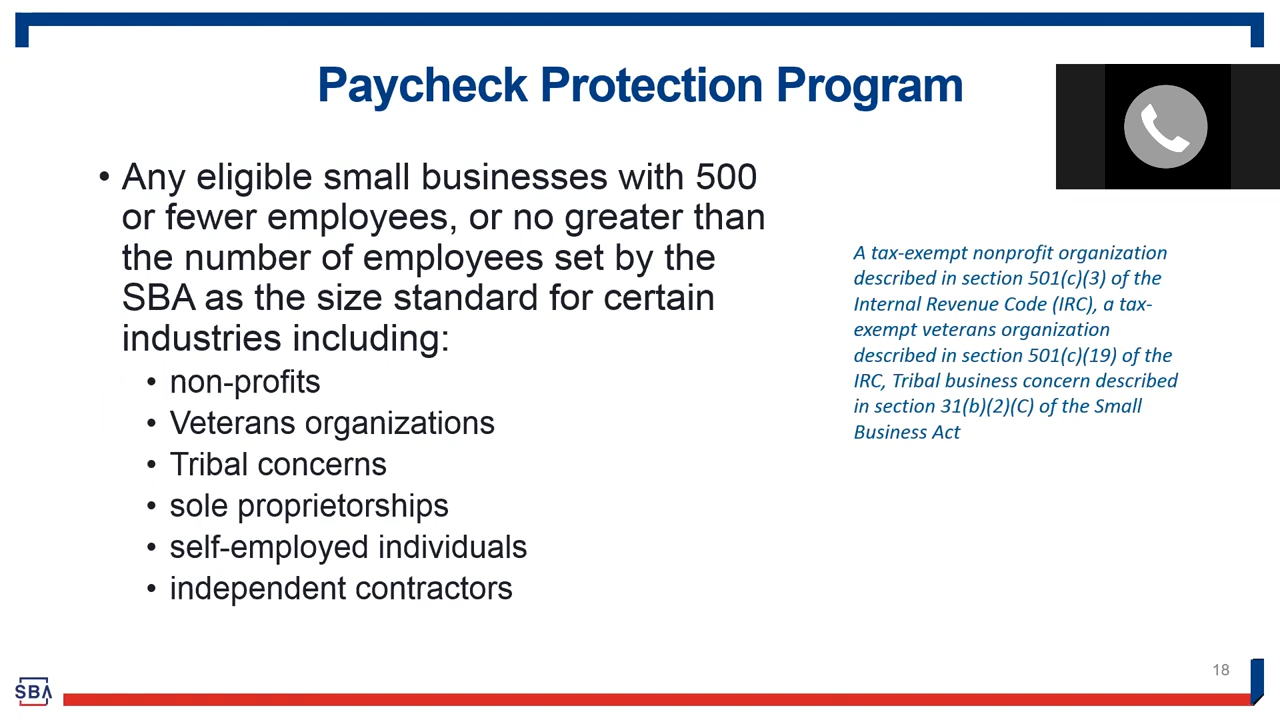 Paycheck Protection Program
• Any eligible small businesses with 500
or fewer employees, or no greater than
the number of employees set by the
SBA as the size standard for certain
industries including:
• non-profits
• Veterans organizations
• Tribal concerns
• sole proprietorships
• self-employed individuals
• independent contractors
A tax-exempt nonprofit organization
described in section 501(c)(3) of the
Internal Revenue Code (IRC), a tax-
exempt veterans organization
described in section 501(c)(19) of the
IRC, Tribal business concern described
in section 31(b)(2)(C) of the Small
Business Act
18
SBA